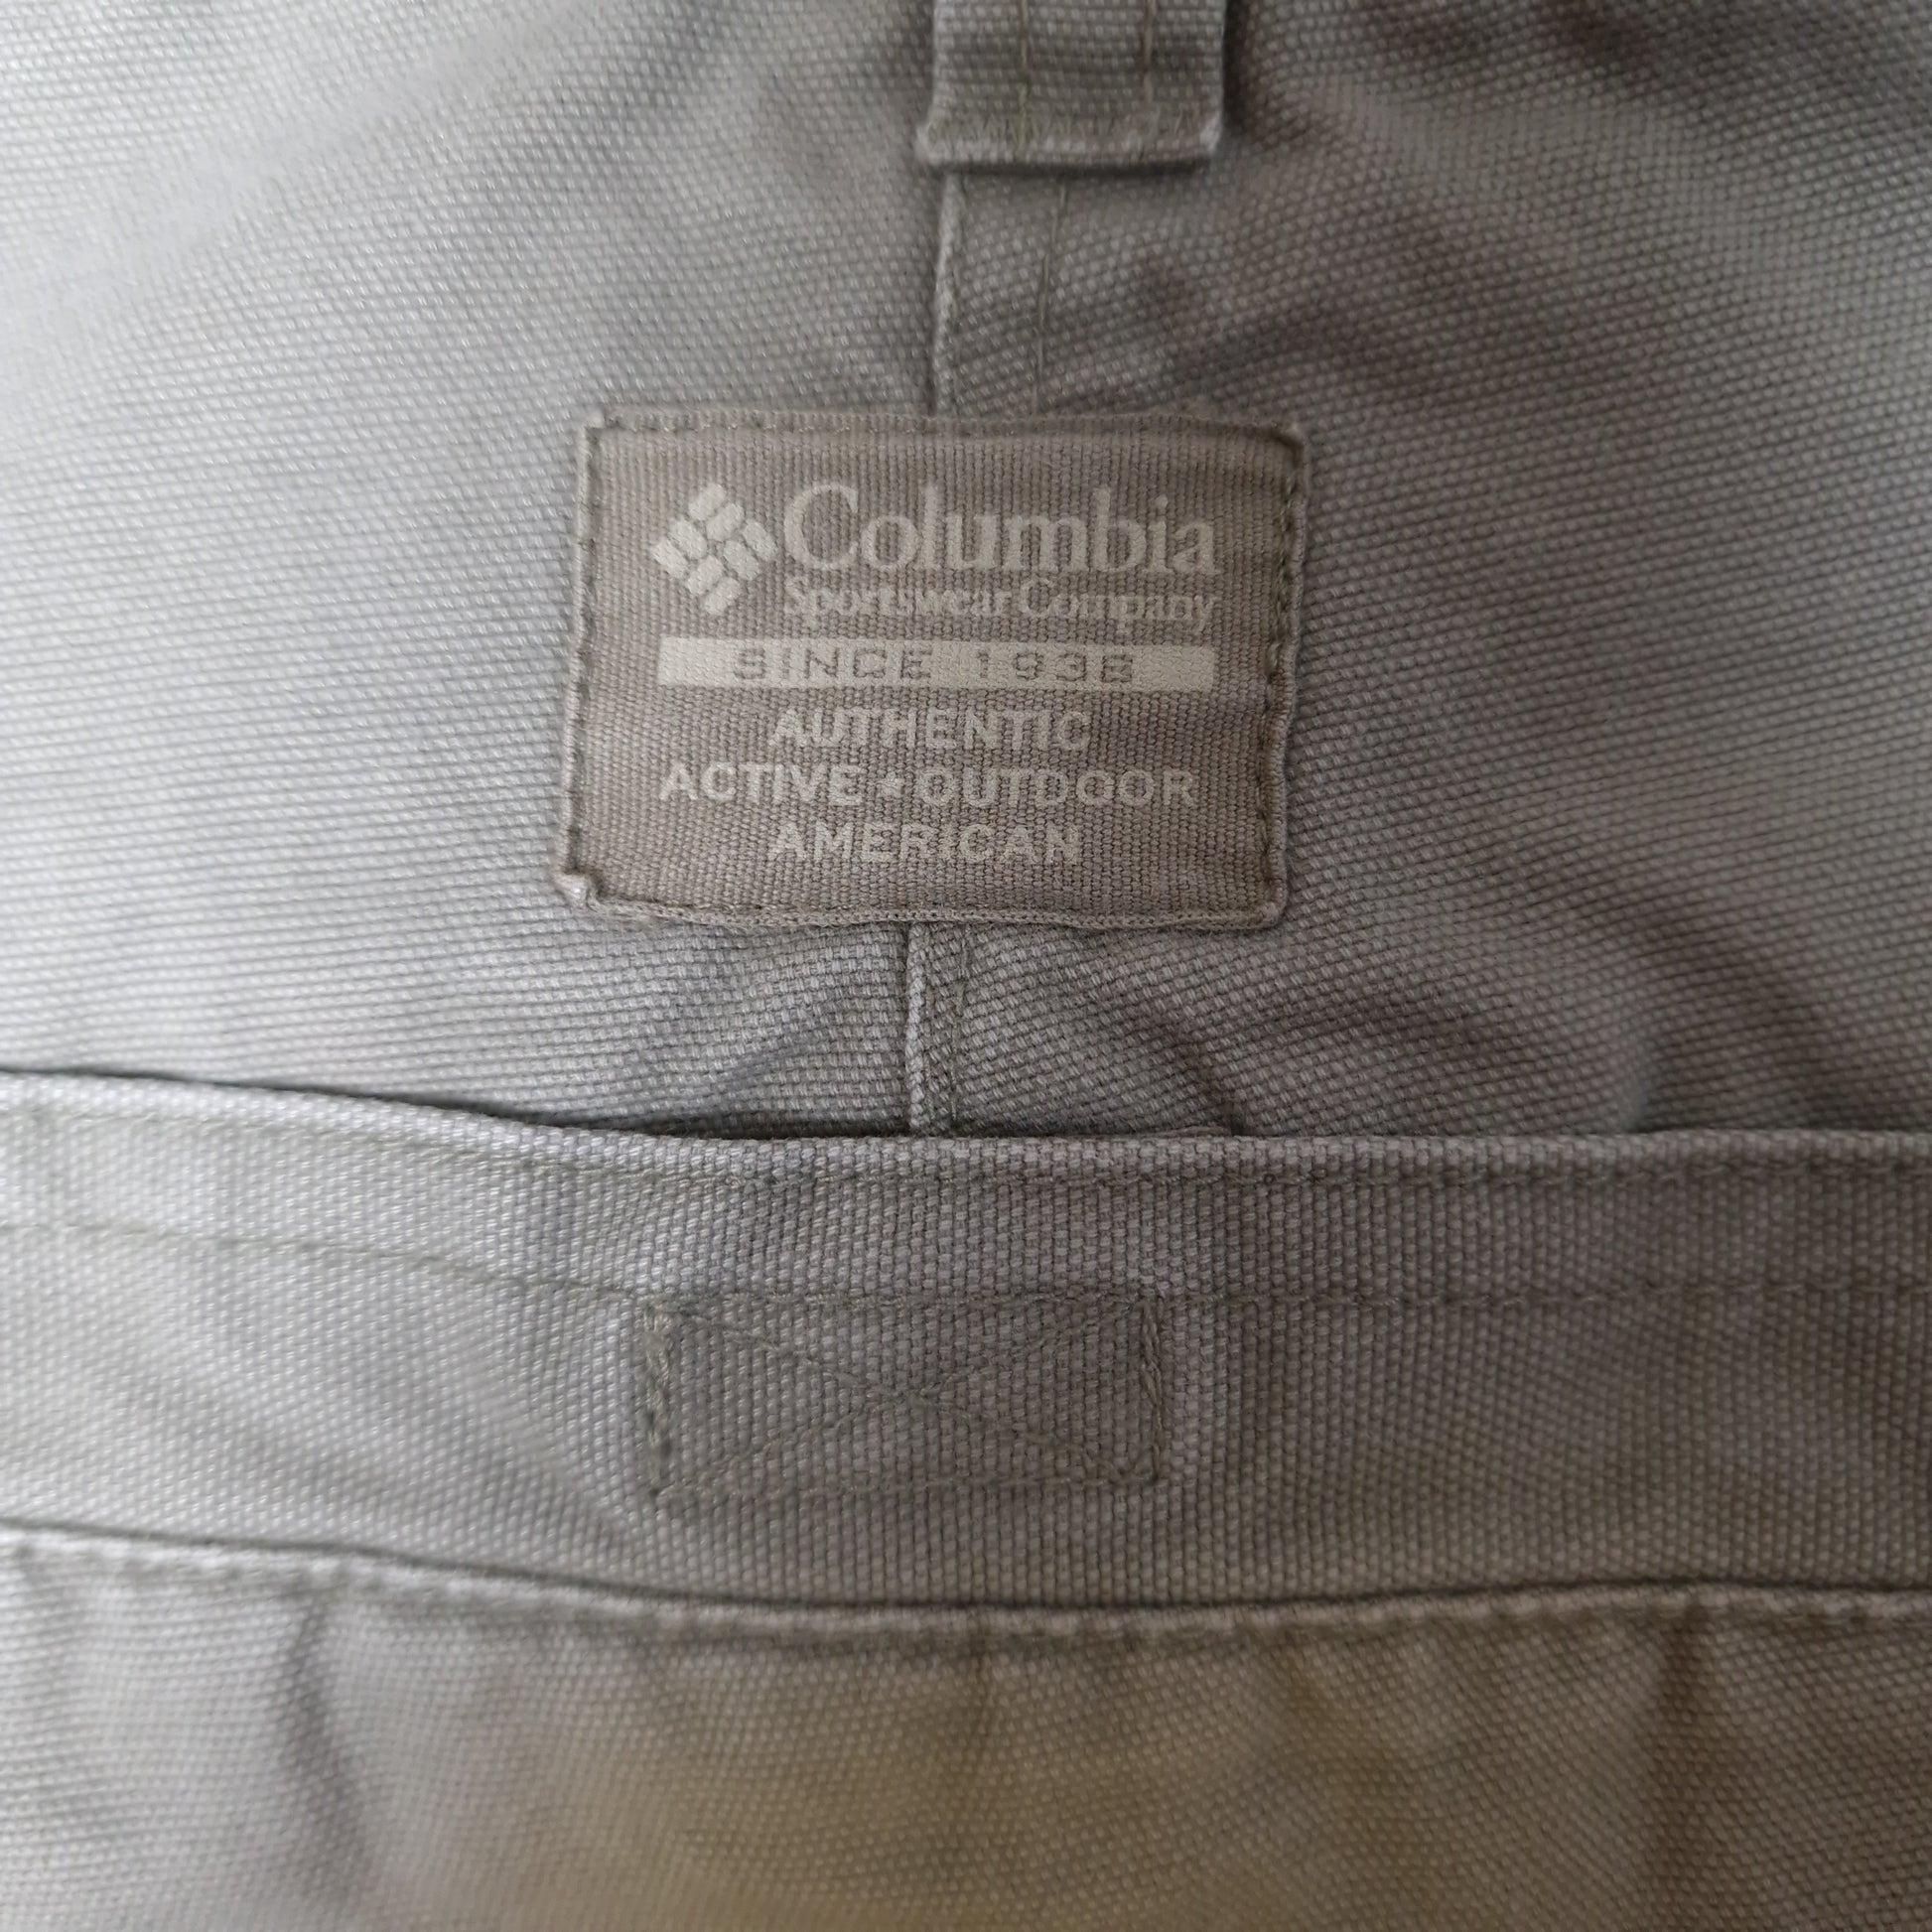 Columbia
Sportswear Company
SINCE 1938
AUTHENTIC
ACTIVE • OUTDOOR
AMERICAN